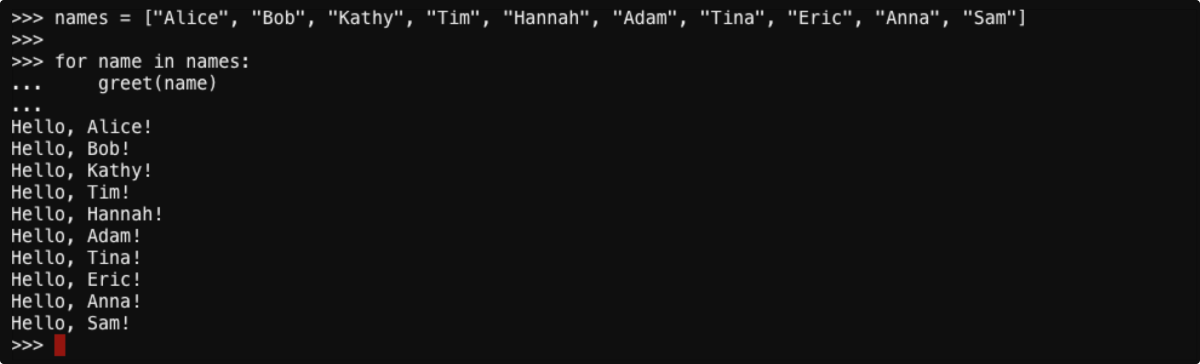 >>> names = ["Alice", "Bob", "Kathy", "Tim", "Hannah", "Adam", "Tina", "Eric", "Anna", "Sam"]
>>>
>>> for name in names:
...     greet(name)
...
Hello, Alice!
Hello, Bob!
Hello, Kathy!
Hello, Tim!
Hello, Hannah!
Hello, Adam!
Hello, Tina!
Hello, Eric!
Hello, Anna!
Hello, Sam!
>>>